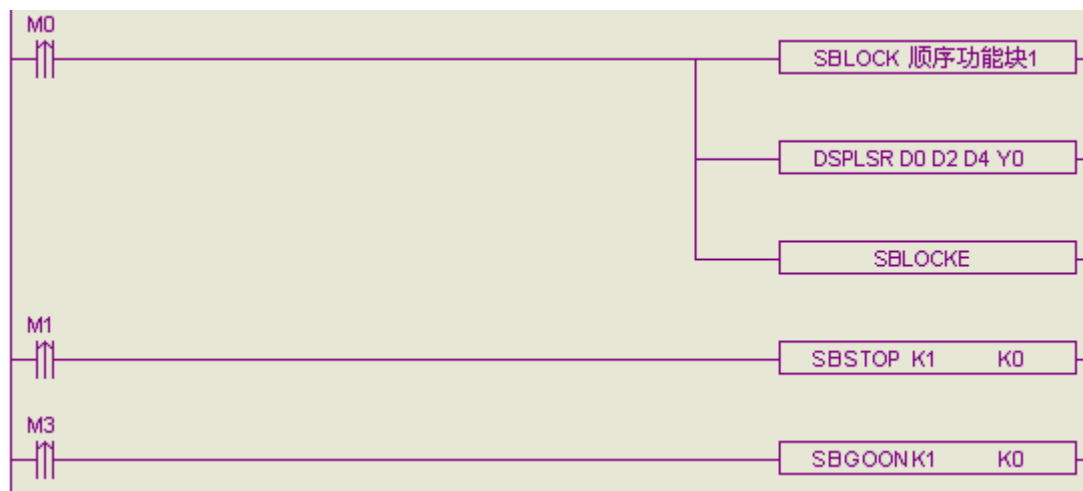 M0
SBLOCK 顺序功能块1
DSPLSR D0 D2 D4 Y0
SBLOCKE
M1
SBSTOP K1 K0
M3
SBGOONK1 K0